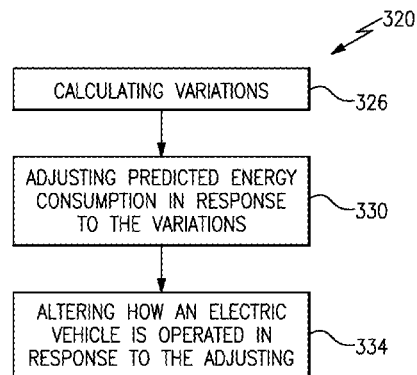 320
CALCULATING VARIATIONS
326
ADJUSTING PREDICTED ENERGY
CONSUMPTION IN RESPONSE
TO THE VARIATIONS
330
ALTERING HOW AN ELECTRIC
VEHICLE IS OPERATED IN
RESPONSE TO THE ADJUSTING
334